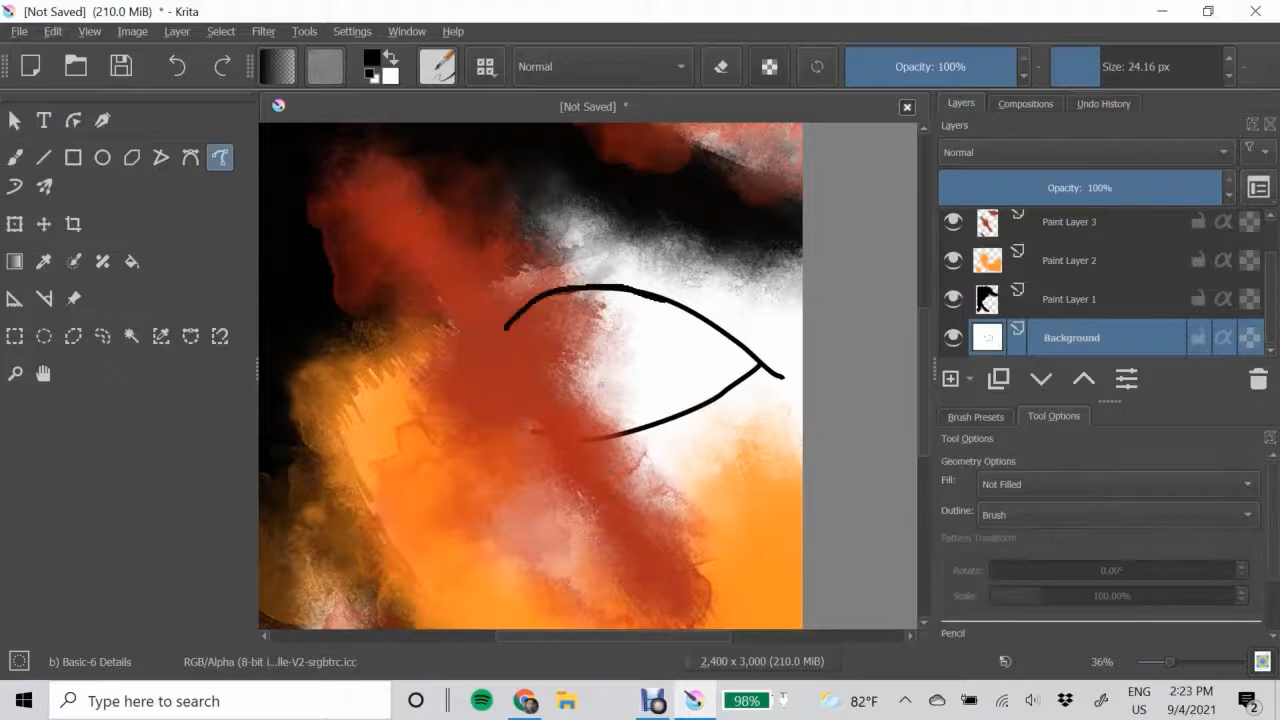 [Not Saved] (210.0 MiB) * - Krita
File Edit View Image Layer Select Filter Tools Settings Window Help
Normal
Opacity: 100%
Size: 24.16 px
[Not Saved] *
Layers Compositions Undo History
Layers
Normal
Opacity: 100%
Paint Layer 3
Paint Layer 2
Paint Layer 1
Background
Brush Presets Tool Options
Tool Options
Geometry Options
Fill: Not Filled
Outline: Brush
Pattern Transform
Rotate: 0.00°
Scale: 100.00%
Pencil
b) Basic-6 Details
RGB/Alpha (8-bit i...lle-V2-srgbtrc.icc
2,400 x 3,000 (210.0 MiB)
36%
Type here to search
98%
82°F
ENG
US
2:23 PM
9/4/2021
2